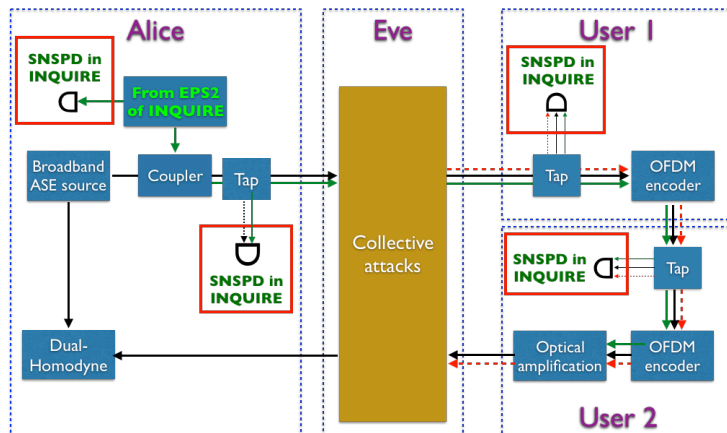 Alice
Eve
User 1
SNSPD in
INQUIRE
From EPS2
of INQUIRE
Broadband
ASE source
Coupler
Tap
SNSPD in
INQUIRE
Dual-
Homodyne
Collective
attacks
SNSPD in
INQUIRE
Tap
OFDM
encoder
SNSPD in
INQUIRE
Tap
Optical
amplification
OFDM
encoder
User 2